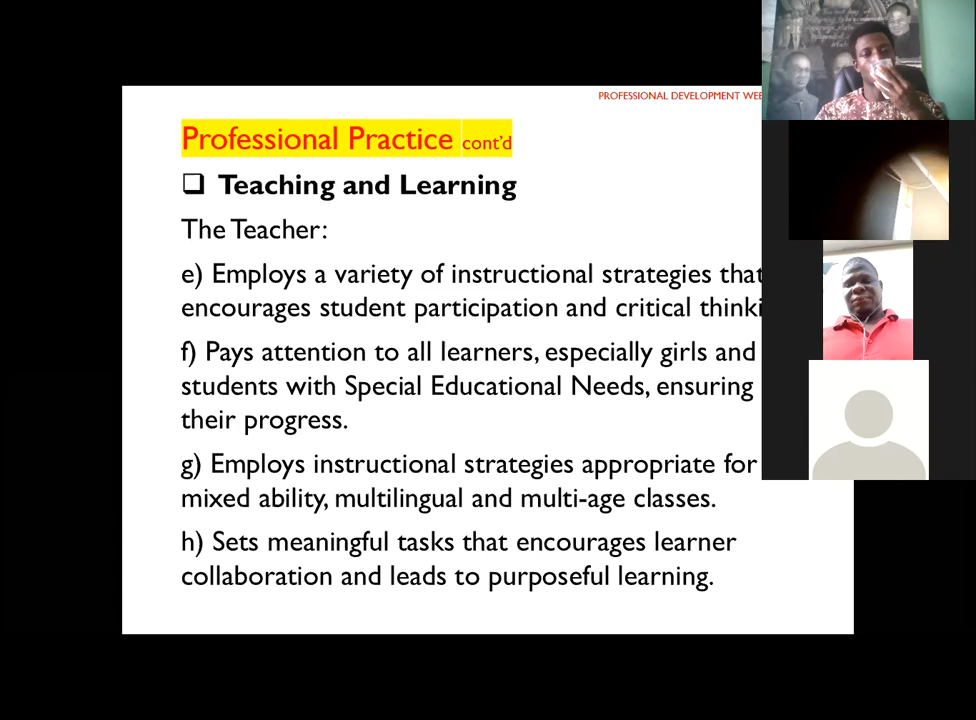 PROFESSIONAL DEVELOPMENT
Professional Practice cont'd
❑ Teaching and Learning
The Teacher:
e) Employs a variety of instructional strategies that
encourages student participation and critical
f) Pays attention to all learners, especially girls and
students with Special Educational Needs, ensuring
their progress.
g) Employs instructional strategies appropriate for
mixed ability, multilingual and multi-age classes.
h) Sets meaningful tasks that encourages learner
collaboration and leads to purposeful learning.